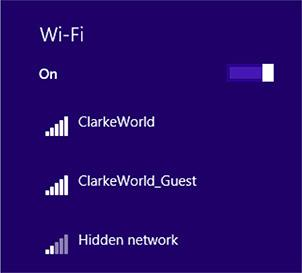 Wi-Fi
On
ClarkeWorld
ClarkeWorld_Guest
Hidden network